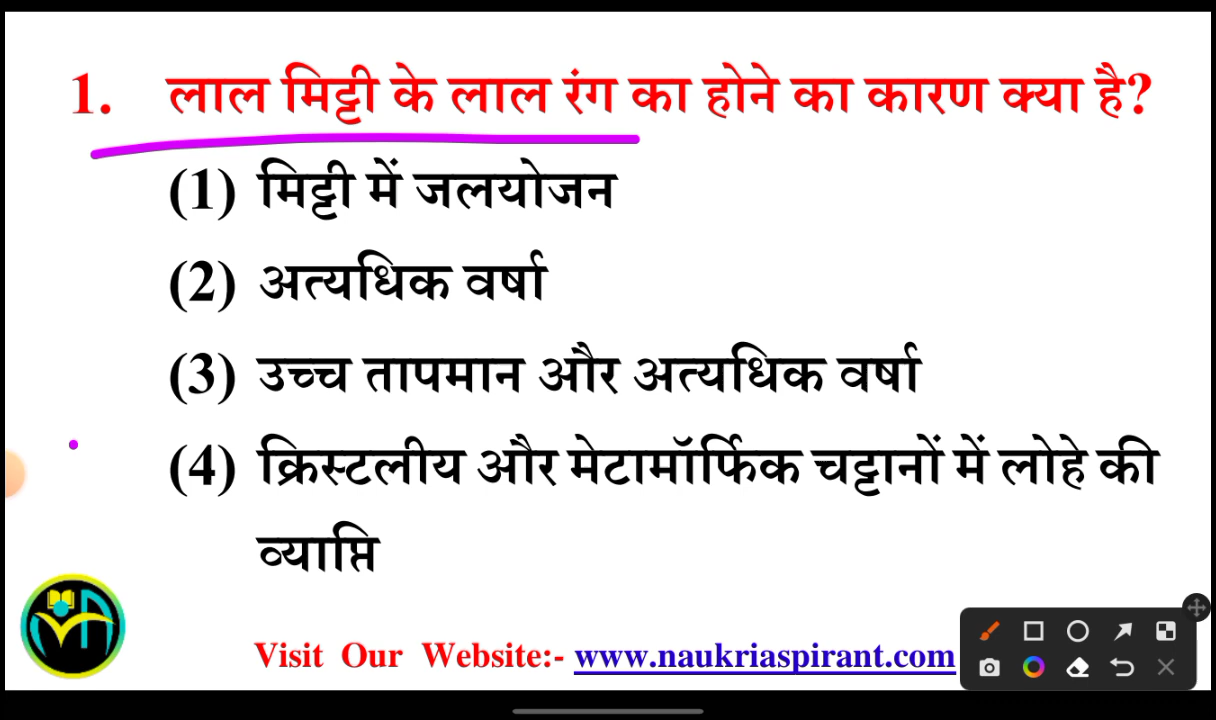 1. लाल मिट्टी के लाल रंग का होने का कारण क्या है?
(1) मिट्टी में जलयोजन
(2) अत्यधिक वर्षा
(3) उच्च तापमान और अत्यधिक वर्षा
(4) क्रिस्टलीय और मेटामॉर्फिक चट्टानों में लोहे की
व्याप्ति
Visit Our Website:- www.naukriaspirant.com